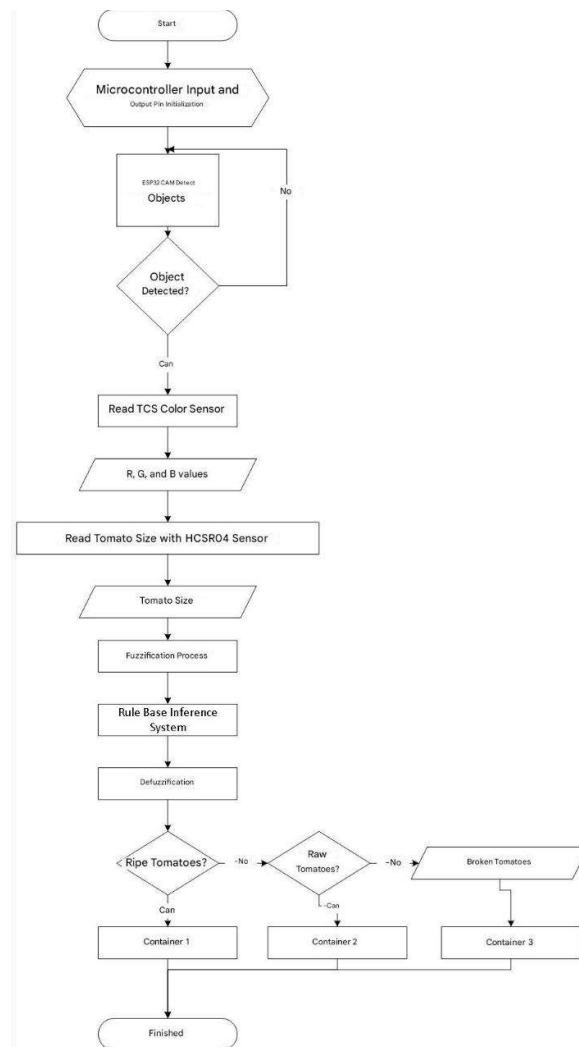 Start
Microcontroller Input and
Output Pin Initialization
ESP32 CAM Detect
Objects
No
Object
Detected?
Can
Read TCS Color Sensor
R, G, and B values
Read Tomato Size with HCSR04 Sensor
Tomato Size
Fuzzification Process
Rule Base Inference
System
Defuzzification
Ripe Tomatoes?
-No
Raw
Tomatoes?
-No
Broken Tomatoes
Can
-Can
Container 1
Container 2
Container 3
Finished